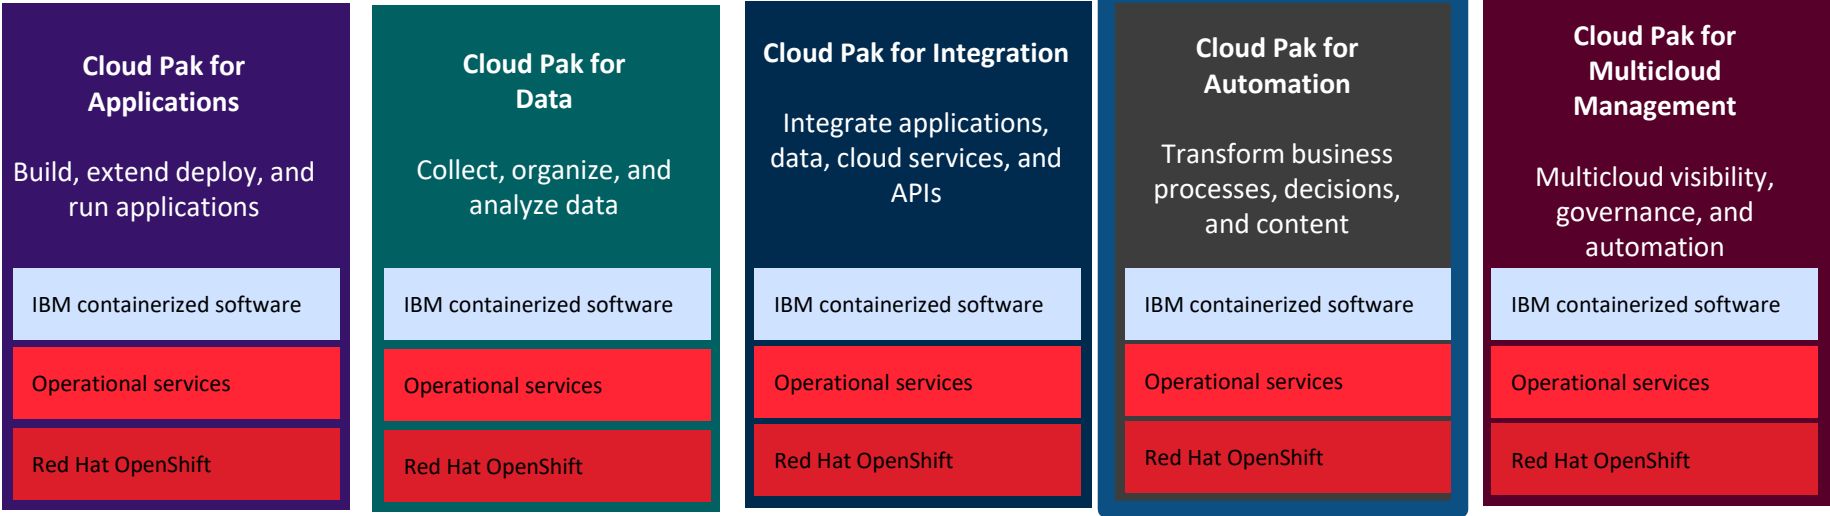 Cloud Pak for
Applications
Build, extend deploy, and
run applications
IBM containerized software
Operational services
Red Hat OpenShift
Cloud Pak for
Data
Collect, organize, and
analyze data
IBM containerized software
Operational services
Red Hat OpenShift
Cloud Pak for Integration
Integrate applications,
data, cloud services, and
APIs
IBM containerized software
Operational services
Red Hat OpenShift
Cloud Pak for
Automation
Transform business
processes, decisions,
and content
IBM containerized software
Operational services
Red Hat OpenShift
Cloud Pak for
Multicloud
Management
Multicloud visibility,
governance, and
automation
IBM containerized software
Operational services
Red Hat OpenShift